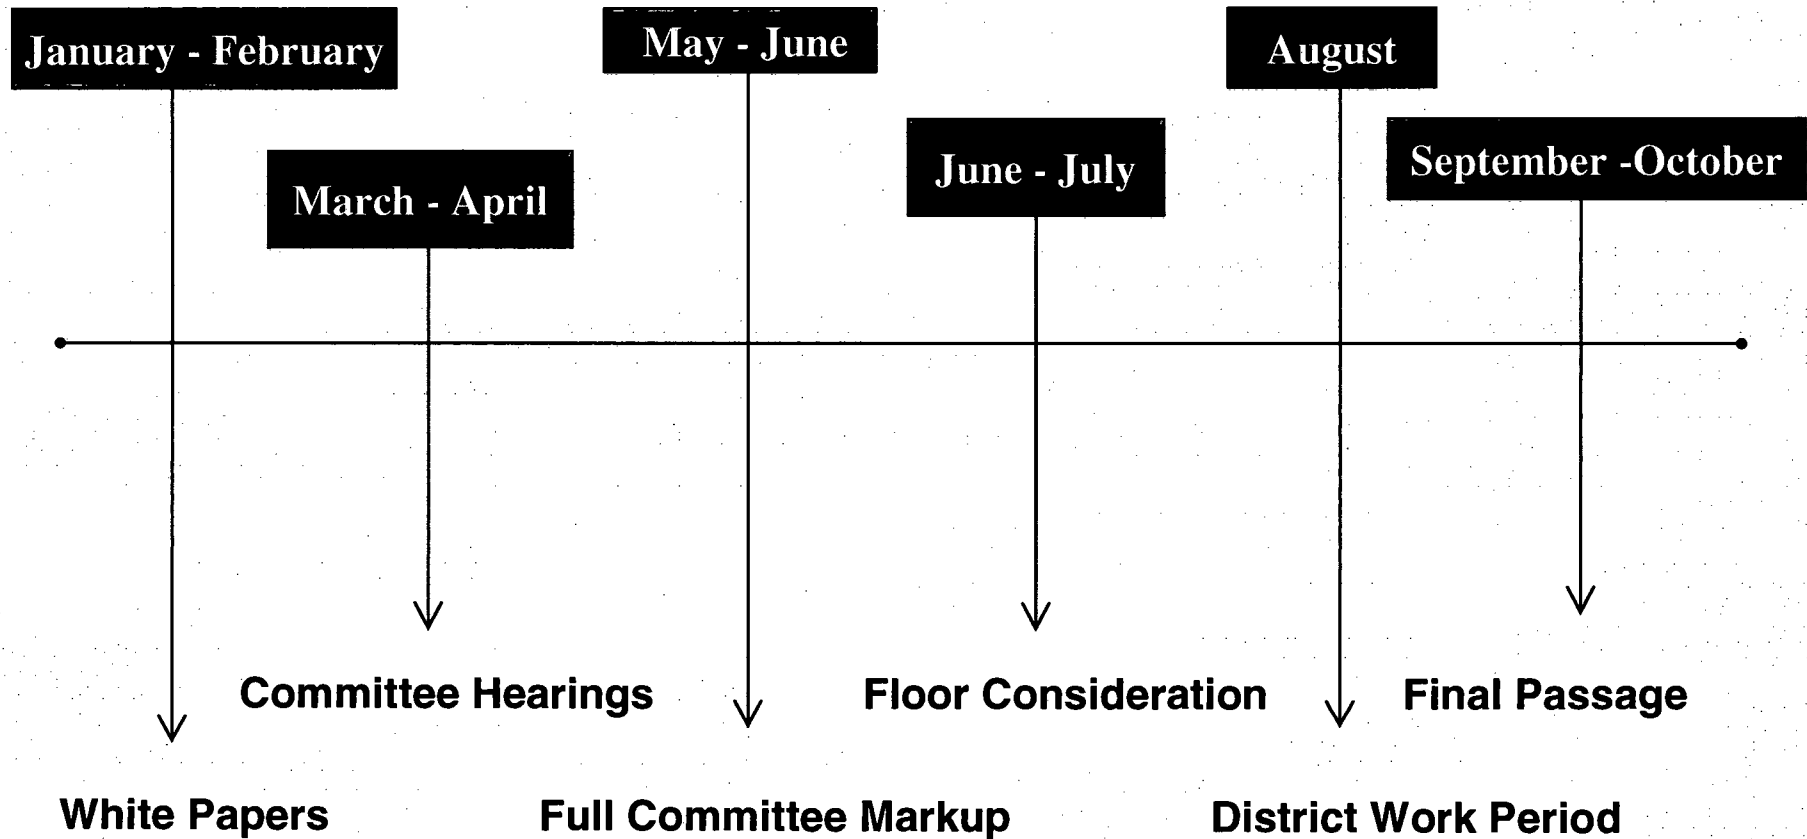 January - February
May - June
August
March - April
June - July
September -October
Committee Hearings
Floor Consideration
Final Passage
White Papers
Full Committee Markup
District Work Period